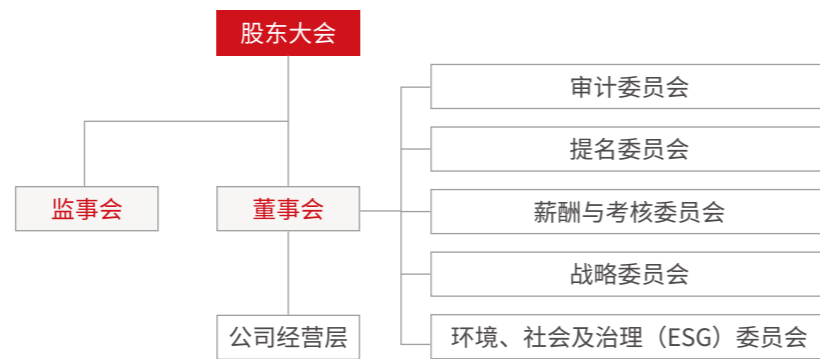 股东大会
监事会
董事会
公司经营层
审计委员会
提名委员会
薪酬与考核委员会
战略委员会
环境、社会及治理（ESG）委员会